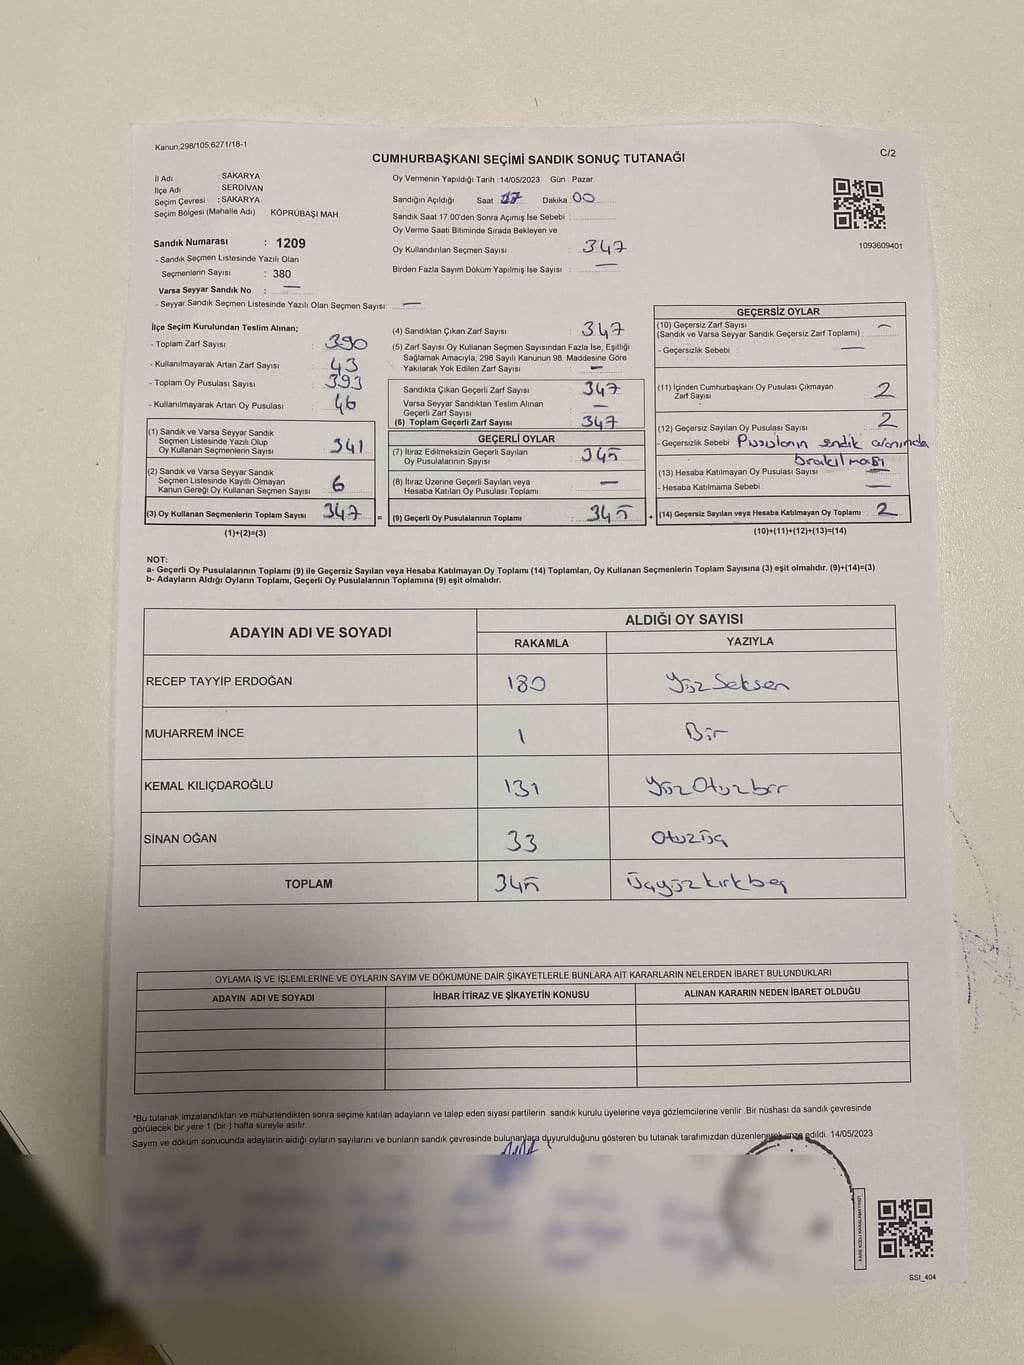 Kanun;298/105;6271/18-1
CUMHURBAŞKANI SEÇİMİ SANDIK SONUÇ TUTANAĞI
C/2
İl Adı : SAKARYA
İlçe Adı : SERDİVAN
Seçim Çevresi : SAKARYA
Seçim Bölgesi (Mahalle Adı) : KÖPRÜBAŞI MAH.
Sandık Numarası : 1209
- Sandık Seçmen Listesinde Yazılı Olan
Seçmenlerin Sayısı : 380
Varsa Seyyar Sandık No : —
- Seyyar Sandık Seçmen Listesinde Yazılı Olan Seçmen Sayısı: —
Oy Vermenin Yapıldığı Tarih :14/05/2023 Gün : Pazar
Sandığın Açıldığı Saat 17 Dakika :00
Sandık Saat 17:00'den Sonra Açımış İse Sebebi :
Oy Verme Saati Bitiminde Sırada Bekleyen ve
Oy Kullandırılan Seçmen Sayısı : 347
Birden Fazla Sayım Döküm Yapılmış İse Sayısı : —
1093609401
İlçe Seçim Kurulundan Teslim Alınan;
- Toplam Zarf Sayısı : 390
- Kullanılmayarak Artan Zarf Sayısı : 43
- Toplam Oy Pusulası Sayısı : 393
- Kullanılmayarak Artan Oy Pusulası : 46
(1) Sandık ve Varsa Seyyar Sandık
Seçmen Listesinde Yazılı Olup
Oy Kullanan Seçmenlerin Sayısı : 341
(2) Sandık ve Varsa Seyyar Sandık
Seçmen Listesinde Kayıtlı Olmayan
Kanun Gereği Oy Kullanan Seçmen Sayısı : 6
(3) Oy Kullanan Seçmenlerin Toplam Sayısı : 347 =
(1)+(2)=(3)
(4) Sandıktan Çıkan Zarf Sayısı : 347
(5) Zarf Sayısı Oy Kullanan Seçmen Sayısından Fazla İse, Eşitliği
Sağlamak Amacıyla, 298 Sayılı Kanunun 98. Maddesine Göre
Yakılarak Yok Edilen Zarf Sayısı : —
Sandıkta Çıkan Geçerli Zarf Sayısı : 347
Varsa Seyyar Sandıktan Teslim Alınan
Geçerli Zarf Sayısı : —
(6) Toplam Geçerli Zarf Sayısı : 347
GEÇERLİ OYLAR
(7) İtiraz Edilmeksizin Geçerli Sayılan
Oy Pusulalarının Sayısı : 345
(8) İtiraz Üzerine Geçerli Sayılan veya
Hesaba Katılan Oy Pusulası Toplamı : —
(9) Geçerli Oy Pusulalarının Toplamı : 345 +
GEÇERSİZ OYLAR
(10) Geçersiz Zarf Sayısı : —
(Sandık ve Varsa Seyyar Sandık Geçersiz Zarf Toplamı)
- Geçersizlik Sebebi : —
(11) İçinden Cumhurbaşkanı Oy Pusulası Çıkmayan
Zarf Sayısı : 2
(12) Geçersiz Sayılan Oy Pusulası Sayısı : 2
- Geçersizlik Sebebi : Pusulanın sandık alanında
bırakılması
(13) Hesaba Katılmayan Oy Pusulası Sayısı : —
- Hesaba Katılmama Sebebi : —
(14) Geçersiz Sayılan veya Hesaba Katılmayan Oy Toplamı : 2
(10)+(11)+(12)+(13)=(14)
NOT:
a- Geçerli Oy Pusulalarının Toplamı (9) ile Geçersiz Sayılan veya Hesaba Katılmayan Oy Toplamı (14) Toplamları, Oy Kullanan Seçmenlerin Toplam Sayısına (3) eşit olmalıdır. (9)+(14)=(3)
b- Adayların Aldığı Oyların Toplamı, Geçerli Oy Pusulalarının Toplamına (9) eşit olmalıdır.
ADAYIN ADI VE SOYADI
ALDIĞI OY SAYISI
RAKAMLA YAZIYLA
RECEP TAYYİP ERDOĞAN 180 YüzSeksen
MUHARREM İNCE 1 Bir
KEMAL KILIÇDAROĞLU 131 YüzOtuzbir
SİNAN OĞAN 33 Otuzüç
TOPLAM 345 Üçyüzkırkbeş
OYLAMA İŞ VE İŞLEMLERİNE VE OYLARIN SAYIM VE DÖKÜMÜNE DAİR ŞİKAYETLERLE BUNLARA AİT KARARLARIN NELERDEN İBARET BULUNDUKLARI
ADAYIN ADI VE SOYADI İHBAR İTİRAZ VE ŞİKAYETİN KONUSU ALINAN KARARIN NEDEN İBARET OLDUĞU
*Bu tutanak imzalandıktan ve mühürlendikten sonra seçime katılan adayların ve talep eden siyasi partilerin sandık kurulu üyelerine veya gözlemcilerine verilir .Bir nüshası da sandık çevresinde
görülecek bir yere 1 (bir ) hafta süreyle asılır.
Sayım ve döküm sonucunda adayların aldığı oyların sayılarını ve bunların sandık çevresinde bulunanlara duyurulduğunu gösteren bu tutanak tarafımızdan düzenlenerek imza edildi. 14/05/2023
SSI_404